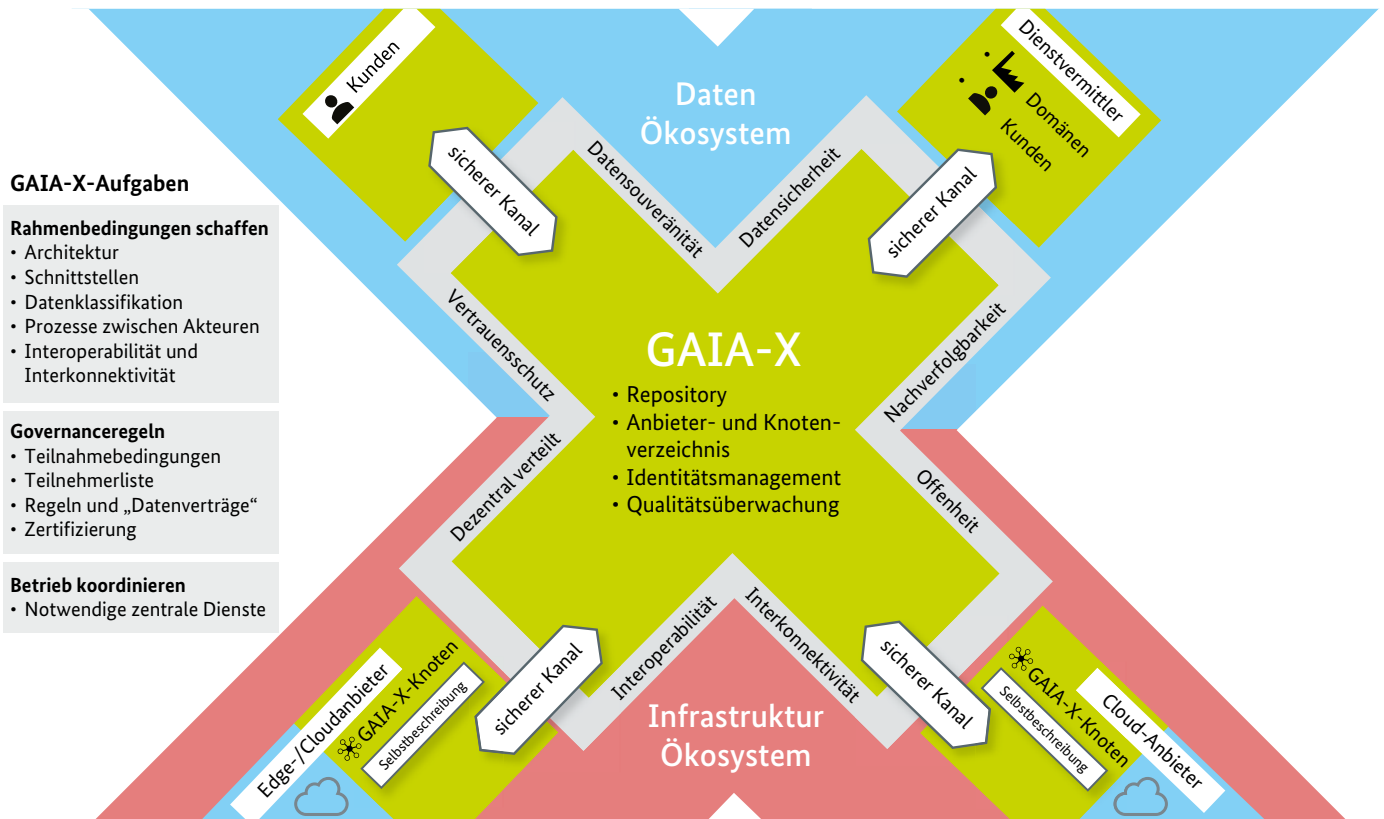 GAIA-X-Aufgaben
Rahmenbedingungen schaffen
• Architektur
• Schnittstellen
• Datenklassifikation
• Prozesse zwischen Akteuren
• Interoperabilität und
Interkonnektivität
Governanceregeln
• Teilnahmebedingungen
• Teilnehmerliste
• Regeln und „Datenverträge“
• Zertifizierung
Betrieb koordinieren
• Notwendige zentrale Dienste
Kunden
sicherer Kanal
Daten
Ökosystem
Dienstvermittler
Domänen
Kunden
sicherer Kanal
Datensouveränität
Datensicherheit
Vertrauensschutz
Nachverfolgbarkeit
GAIA-X
• Repository
• Anbieter- und Knoten-
verzeichnis
• Identitätsmanagement
• Qualitätsüberwachung
Dezentral verteilt
Offenheit
Interoperabilität
Interkonnektivität
Edge-/Cloudanbieter
GAIA-X-Knoten
Selbstbeschreibung
sicherer Kanal
Infrastruktur
Ökosystem
sicherer Kanal
GAIA-X-Knoten
Selbstbeschreibung
Cloud-Anbieter